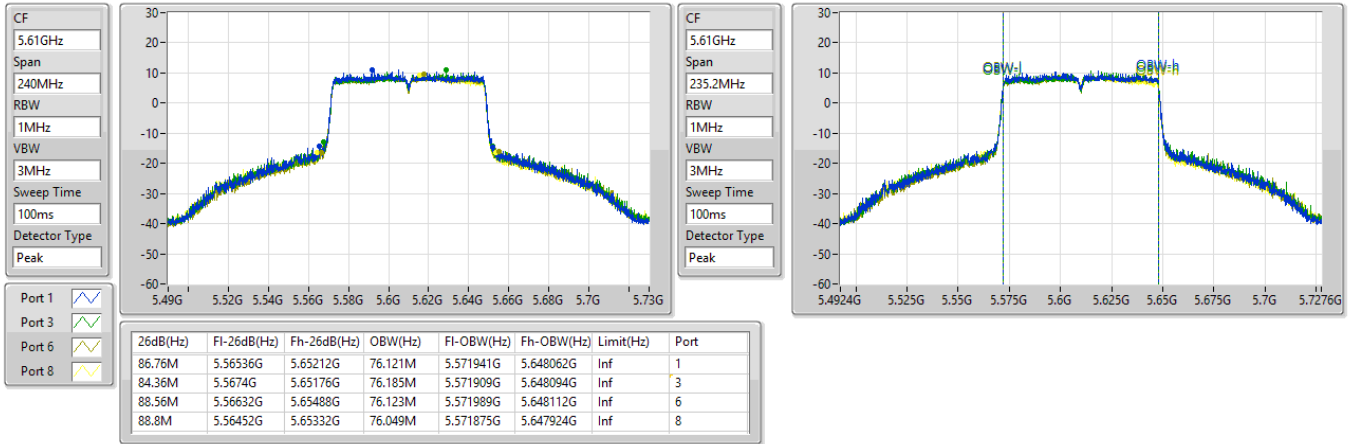 CF
5.61GHz
Span
240MHz
RBW
1MHz
VBW
3MHz
Sweep Time
100ms
Detector Type
Peak
30-
20-
10-
0-
-10-
-20-
-30-
-40-
-50-
-60-
5.49G 5.52G 5.54G 5.56G 5.58G 5.6G 5.62G 5.64G 5.66G 5.68G 5.7G 5.73G
CF
5.61GHz
Span
235.2MHz
RBW
1MHz
VBW
3MHz
Sweep Time
100ms
Detector Type
Peak
30-
20-
10-
0-
-10-
-20-
-30-
-40-
-50-
-60-
OBW-l OBW-h
5.4924G 5.525G 5.55G 5.575G 5.6G 5.625G 5.65G 5.675G 5.7G 5.7276G
Port 1
Port 3
Port 6
Port 8
26dB(Hz) Fl-26dB(Hz) Fh-26dB(Hz) OBW(Hz) Fl-OBW(Hz) Fh-OBW(Hz) Limit(Hz) Port
86.76M 5.56536G 5.65212G 76.121M 5.571941G 5.648062G Inf 1
84.36M 5.5674G 5.65176G 76.185M 5.571909G 5.648094G Inf 3
88.56M 5.56632G 5.65488G 76.123M 5.571989G 5.648112G Inf 6
88.8M 5.56452G 5.65332G 76.049M 5.571875G 5.647924G Inf 8